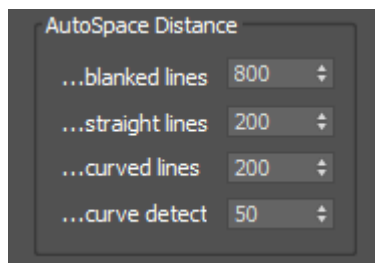 AutoSpace Distance
...blanked lines 800
...straight lines 200
...curved lines 200
...curve detect 50